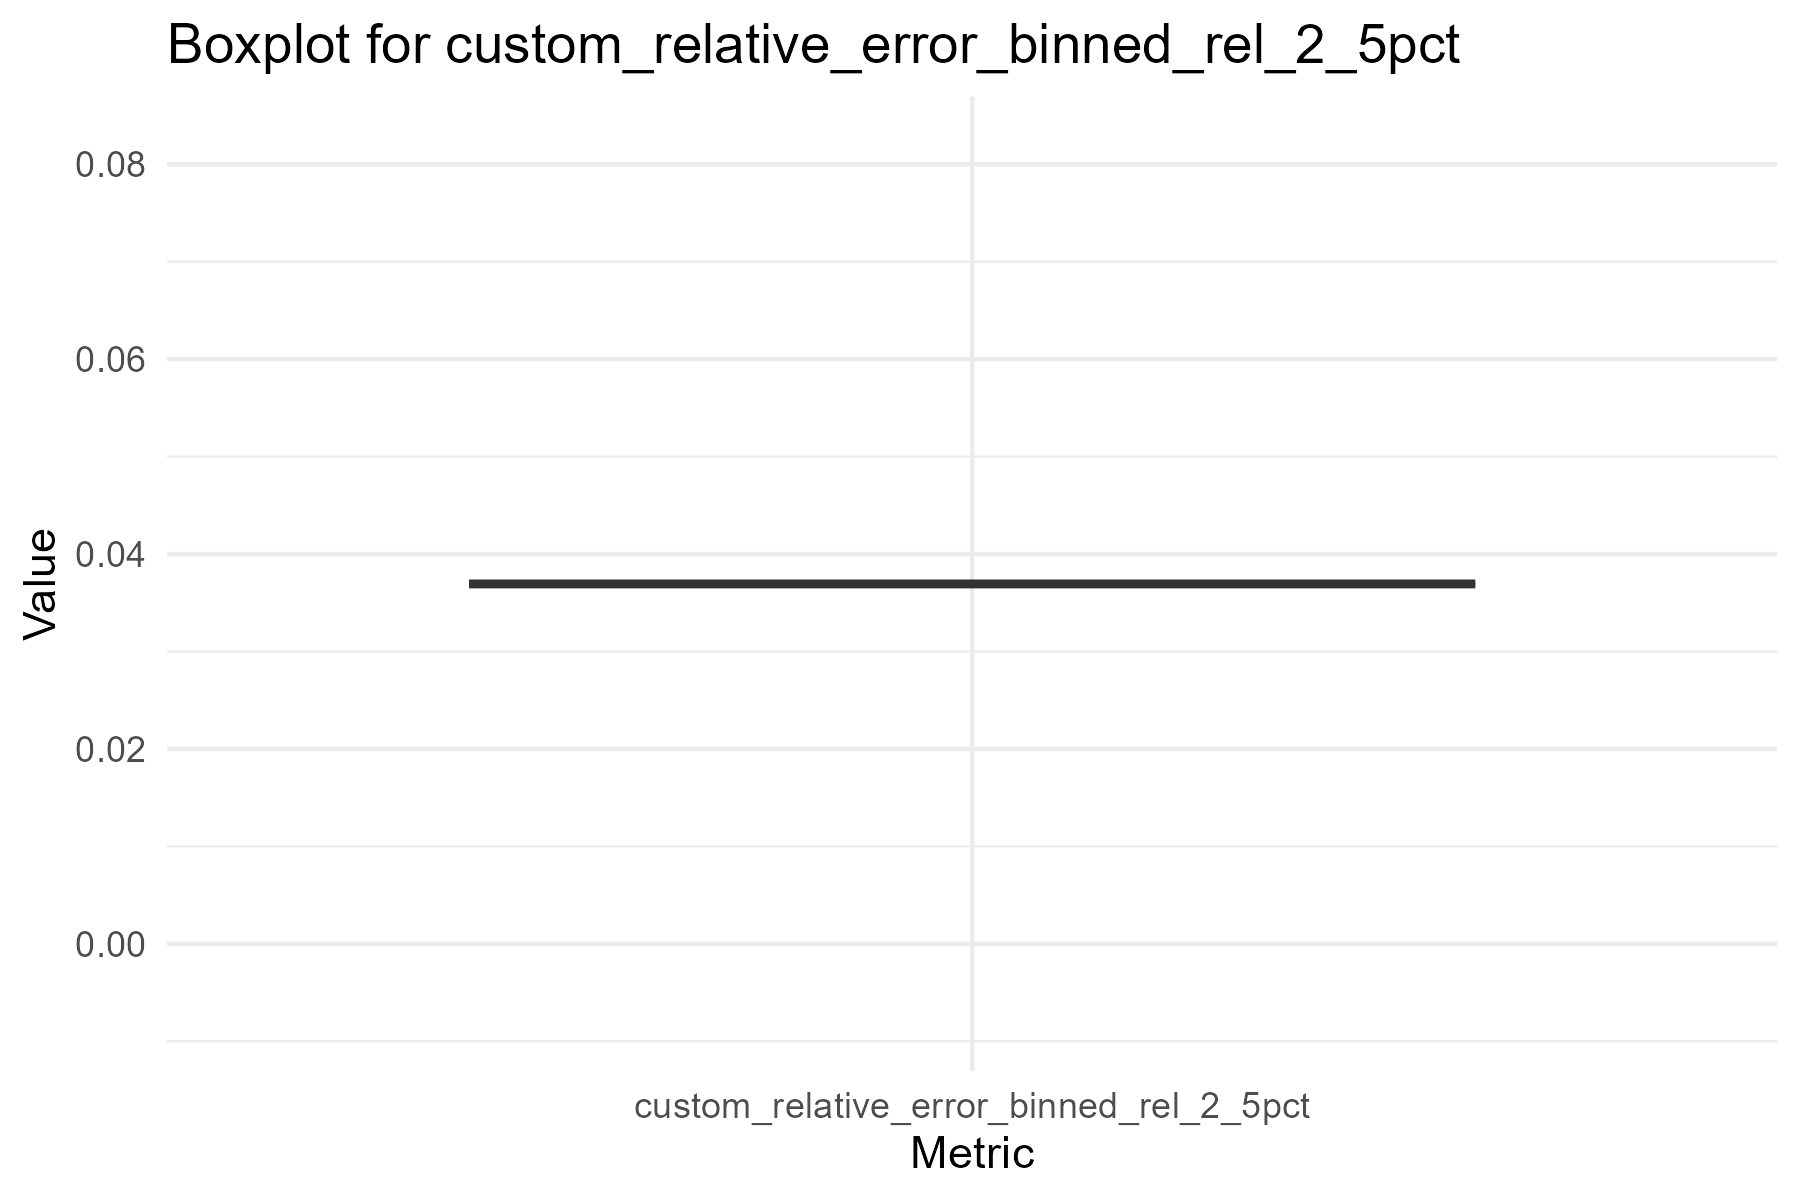 Boxplot for custom_relative_error_binned_rel_2_5pct
Value
0.08
0.06
0.04
0.02
0.00
custom_relative_error_binned_rel_2_5pct
Metric